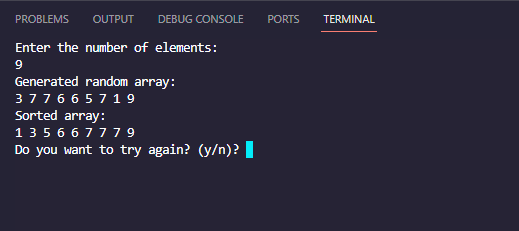 PROBLEMS OUTPUT DEBUG CONSOLE PORTS TERMINAL
Enter the number of elements:
9
Generated random array:
3 7 7 6 6 5 7 1 9
Sorted array:
1 3 5 6 6 7 7 7 9
Do you want to try again? (y/n)?